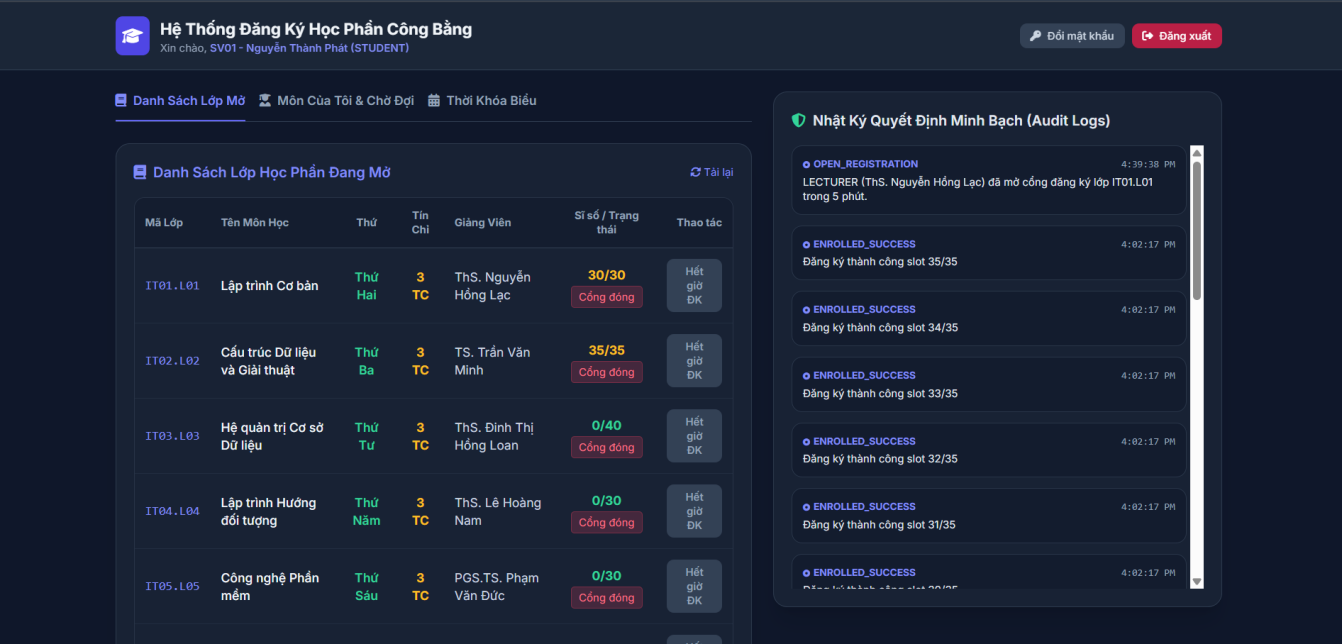 Hệ Thống Đăng Ký Học Phần Công Bằng
Xin chào, SV01 - Nguyễn Thành Phát (STUDENT)
Đổi mật khẩu
Đăng xuất
Danh Sách Lớp Mở
Môn Của Tôi & Chờ Đợi
Thời Khóa Biểu
Danh Sách Lớp Học Phần Đang Mở
Tải lại
Mã Lớp
Tên Môn Học
Thứ
Tín
Chỉ
Giảng Viên
Sĩ số / Trạng
thái
Thao tác
IT01.L01
Lập trình Cơ bản
Thứ
Hai
3
TC
ThS. Nguyễn
Hồng Lạc
30/30
Cổng đóng
Hết
giờ
ĐK
IT02.L02
Cấu trúc Dữ liệu
và Giải thuật
Thứ
Ba
3
TC
TS. Trần Văn
Minh
35/35
Cổng đóng
Hết
giờ
ĐK
IT03.L03
Hệ quản trị Cơ sở
Dữ liệu
Thứ
Tư
3
TC
ThS. Đinh Thị
Hồng Loan
0/40
Cổng đóng
Hết
giờ
ĐK
IT04.L04
Lập trình Hướng
đối tượng
Thứ
Năm
3
TC
ThS. Lê Hoàng
Nam
0/30
Cổng đóng
Hết
giờ
ĐK
IT05.L05
Công nghệ Phần
mềm
Thứ
Sáu
3
TC
PGS.TS. Phạm
Văn Đức
0/30
Cổng đóng
Hết
giờ
ĐK
Nhật Ký Quyết Định Minh Bạch (Audit Logs)
OPEN_REGISTRATION
4:39:38 PM
LECTURER (ThS. Nguyễn Hồng Lạc) đã mở cổng đăng ký lớp IT01.L01
trong 5 phút.
ENROLLED_SUCCESS
4:02:17 PM
Đăng ký thành công slot 35/35
ENROLLED_SUCCESS
4:02:17 PM
Đăng ký thành công slot 34/35
ENROLLED_SUCCESS
4:02:17 PM
Đăng ký thành công slot 33/35
ENROLLED_SUCCESS
4:02:17 PM
Đăng ký thành công slot 32/35
ENROLLED_SUCCESS
4:02:17 PM
Đăng ký thành công slot 31/35
ENROLLED_SUCCESS
4:02:17 PM